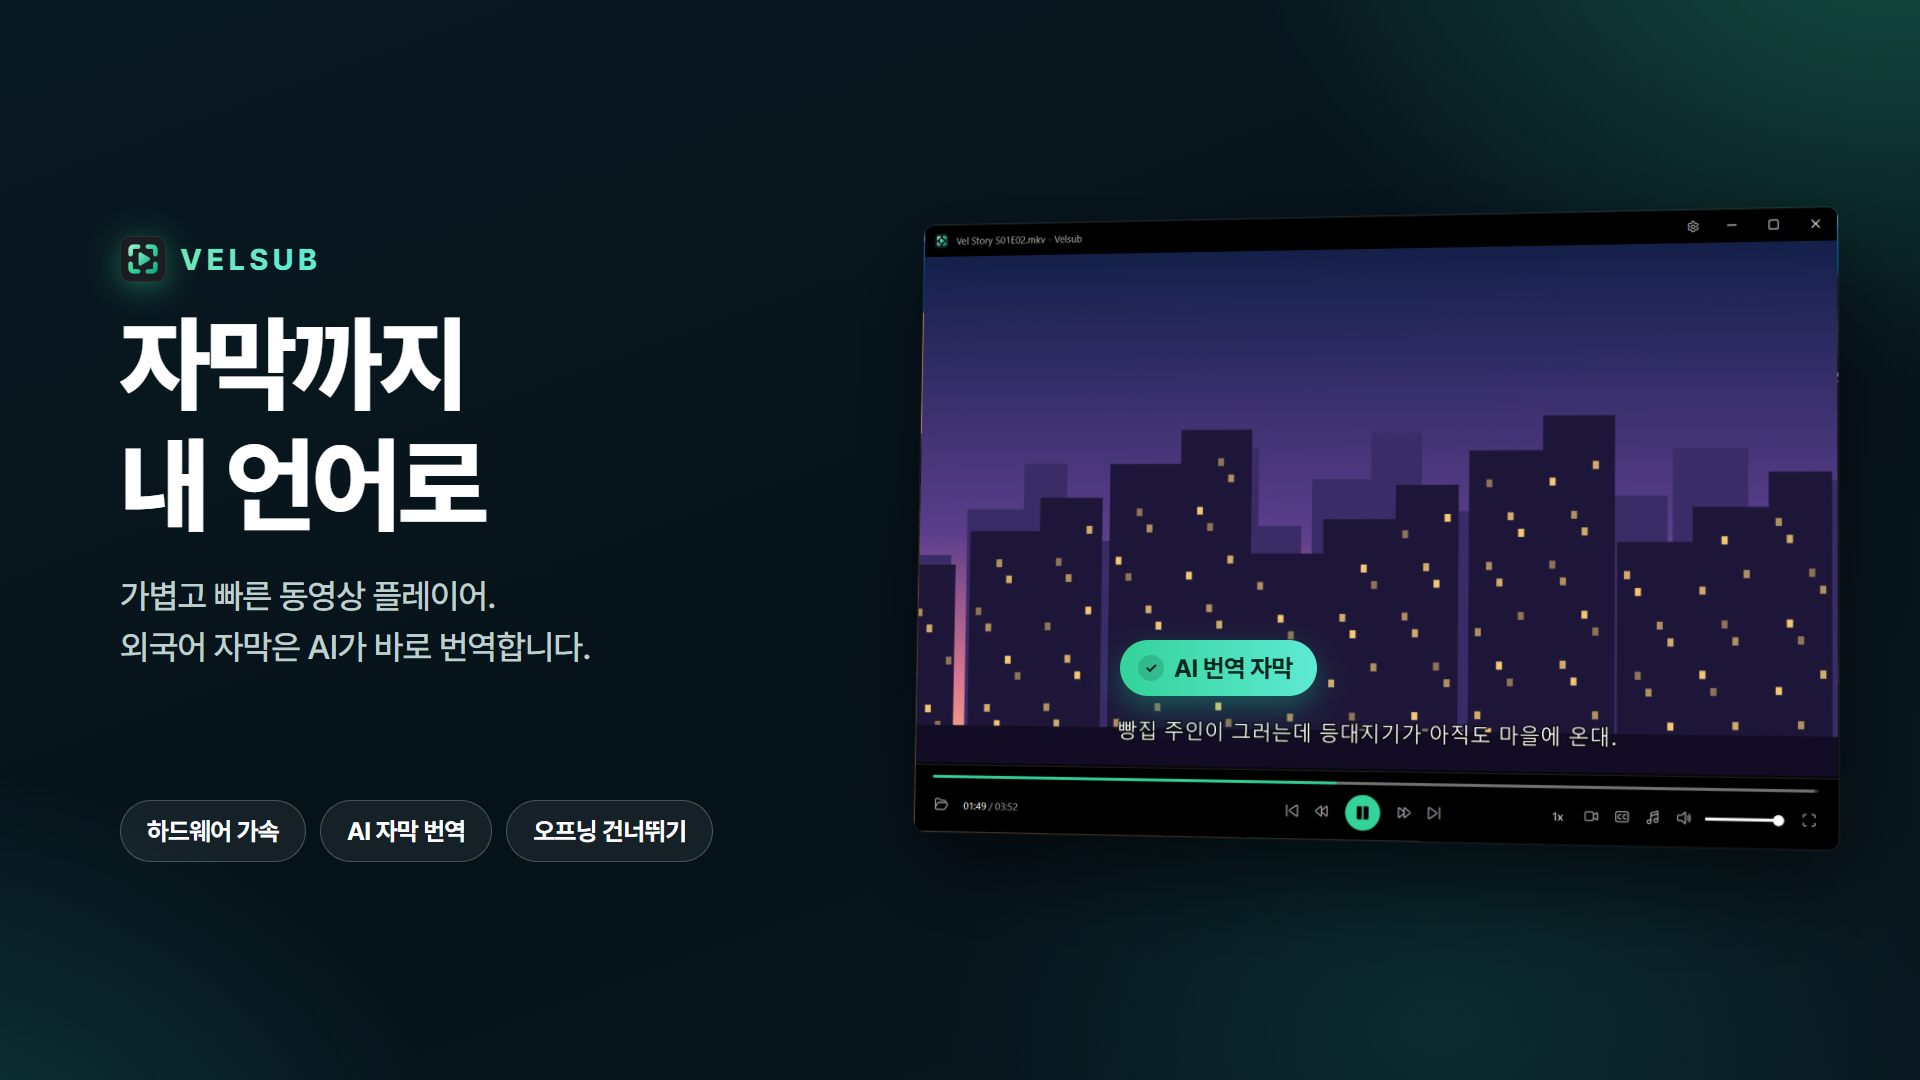 VELSUB
자막까지
내 언어로
가볍고 빠른 동영상 플레이어.
외국어 자막은 AI가 바로 번역합니다.
하드웨어 가속
AI 자막 번역
오프닝 건너뛰기
Vel Story S01E02.mkv - Velsub
AI 번역 자막
빵집 주인이 그러는데 등대지기가 아직도 마을에 온대.
01:49 / 03:52
1x
CC